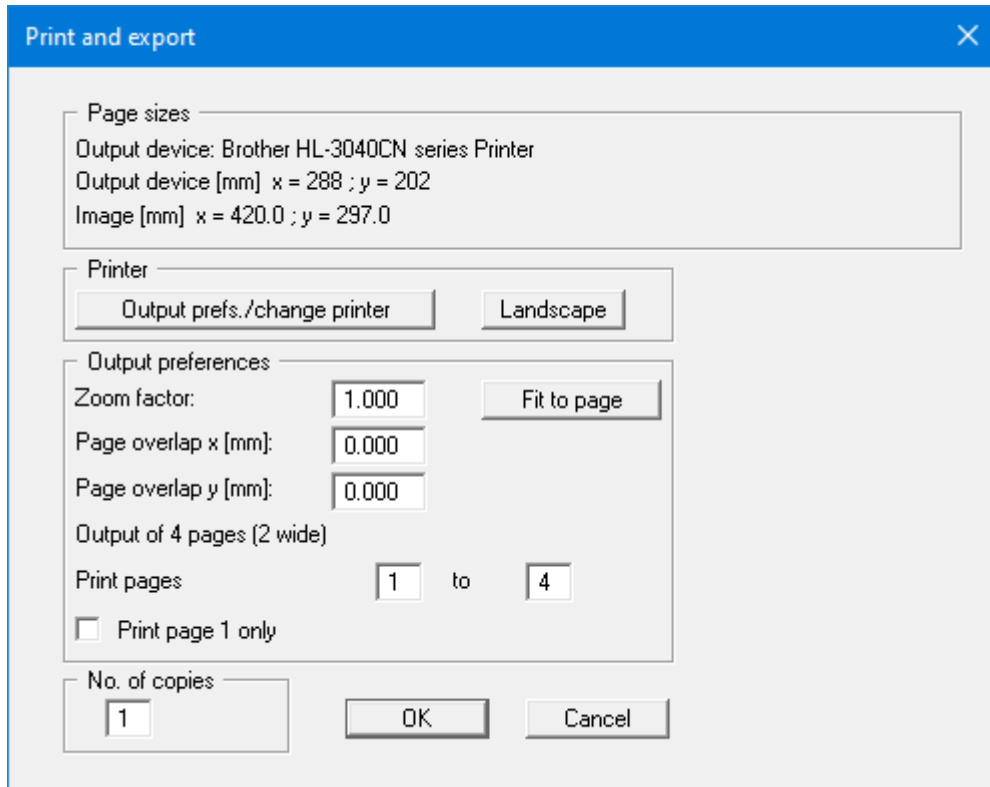 Print and export
Page sizes
Output device: Brother HL-3040CN series Printer
Output device [mm]  x = 288 ; y = 202
Image [mm]  x = 420.0 ; y = 297.0
Printer
Output prefs./change printer
Landscape
Output preferences
Zoom factor: 1.000
Fit to page
Page overlap x [mm]: 0.000
Page overlap y [mm]: 0.000
Output of 4 pages (2 wide)
Print pages 1 to 4
Print page 1 only
No. of copies
1
OK
Cancel